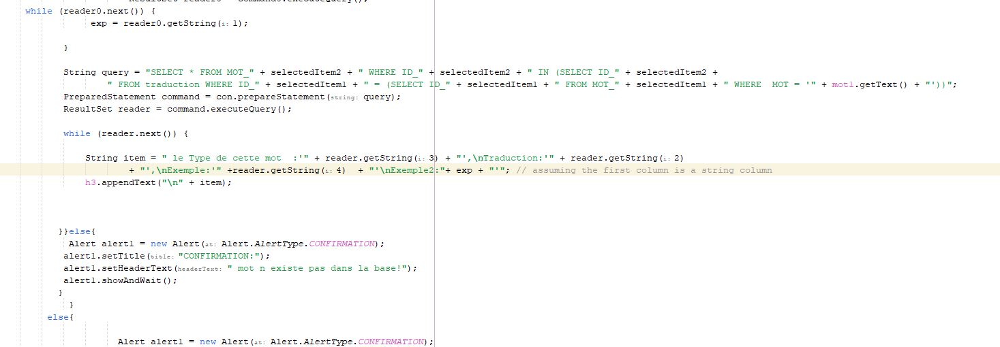 ResultSet reader0 = command0.executeQuery();
while (reader0.next()) {
exp = reader0.getString(i: 1);
}
String query = "SELECT * FROM MOT_" + selectedItem2 + " WHERE ID_" + selectedItem2 + " IN (SELECT ID_" + selectedItem2 +
" FROM traduction WHERE ID_" + selectedItem1 + " = (SELECT ID_" + selectedItem1 + " FROM MOT_" + selectedItem1 + " WHERE  MOT = '" + mot1.getText() + "'))";
PreparedStatement command = con.prepareStatement(string: query);
ResultSet reader = command.executeQuery();
while (reader.next()) {
String item = " le Type de cette mot  :'" + reader.getString(i: 3) + "',\nTraduction:'" + reader.getString(i: 2)
+ "',\nExemple:'" +reader.getString(i: 4)  + "'\nExemple2:"+ exp + "'"; // assuming the first column is a string column
h3.appendText("\n" + item);
}}else{
Alert alert1 = new Alert(at: Alert.AlertType.CONFIRMATION);
alert1.setTitle(title: "CONFIRMATION:");
alert1.setHeaderText(headerText: " mot n existe pas dans la base!");
alert1.showAndWait();
}
}
else{
Alert alert1 = new Alert(at: Alert.AlertType.CONFIRMATION);